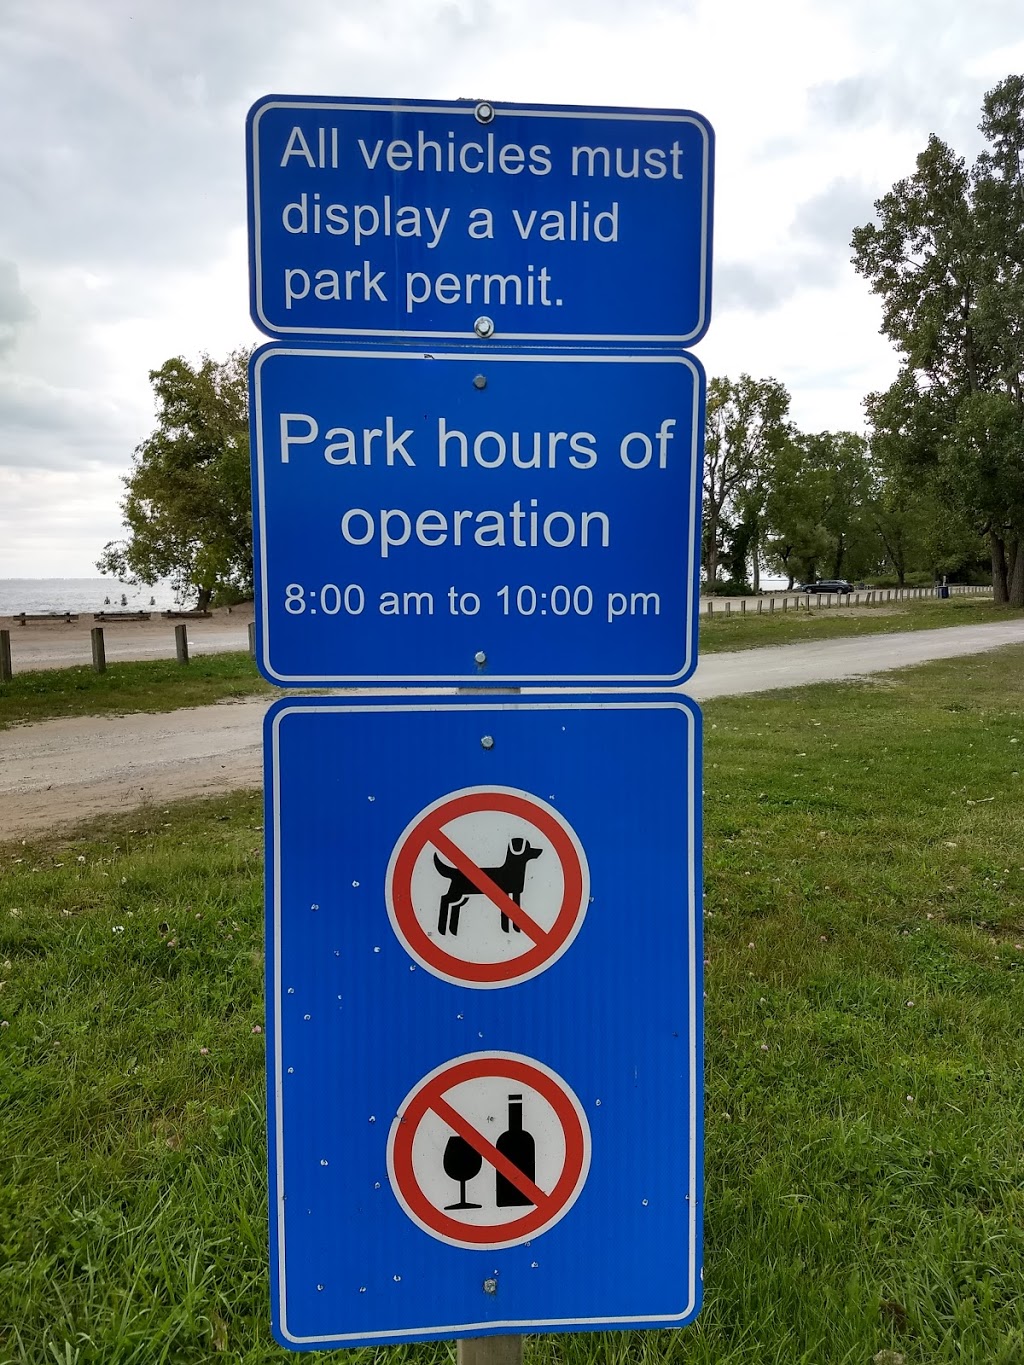 All vehicles must
display a valid
park permit.
Park hours of
operation
8:00 am to 10:00 pm